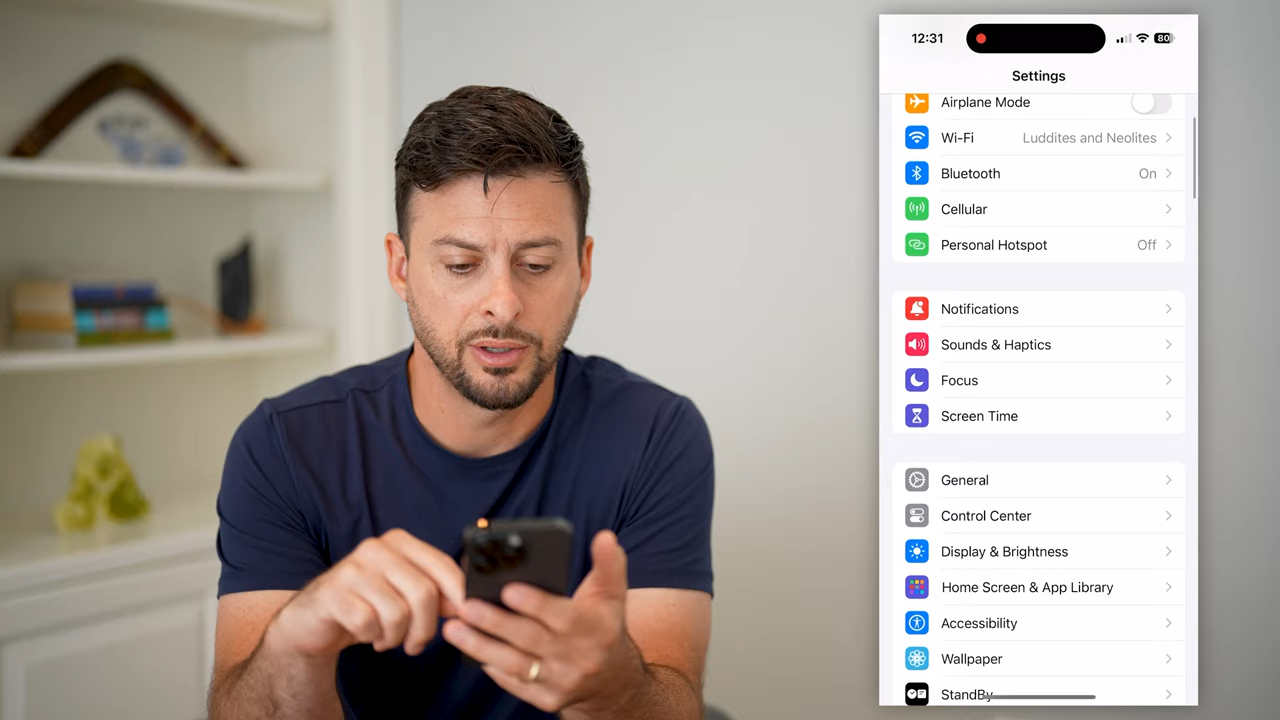 12:31
80
Settings
Airplane Mode
Wi-Fi Luddites and Neolites
Bluetooth On
Cellular
Personal Hotspot Off
Notifications
Sounds & Haptics
Focus
Screen Time
General
Control Center
Display & Brightness
Home Screen & App Library
Accessibility
Wallpaper
StandBy